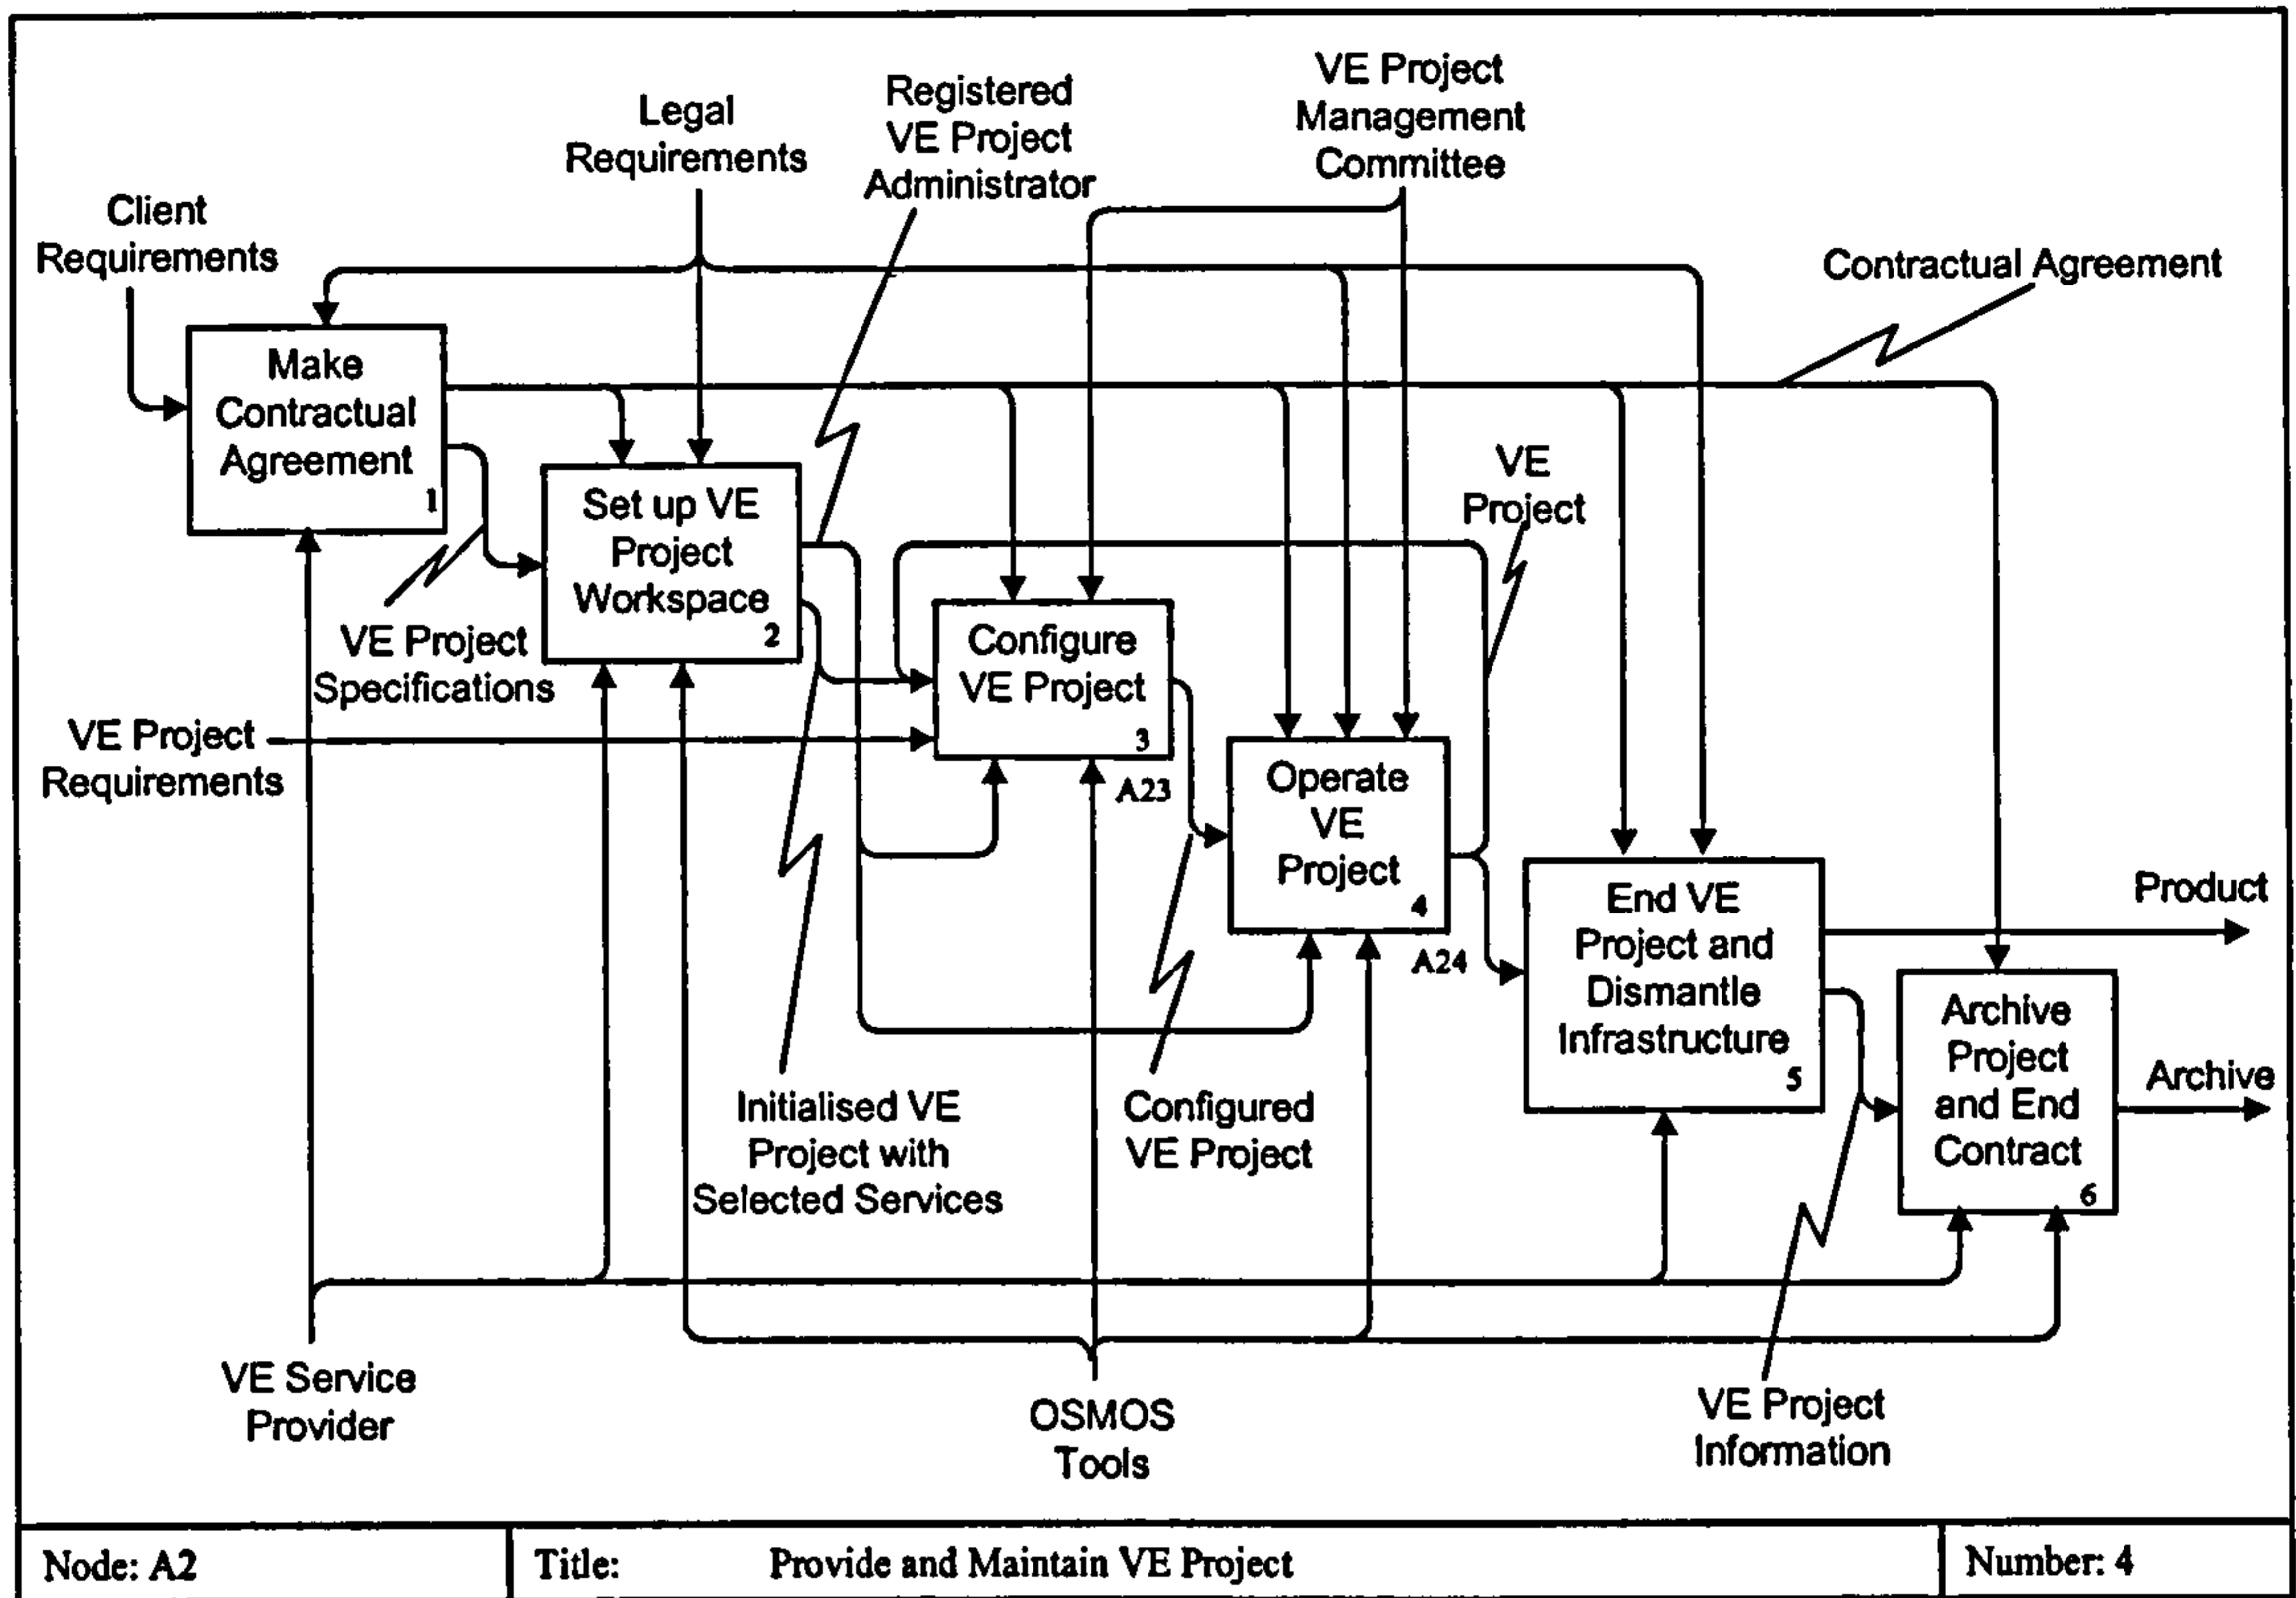 Client
Requirements
Legal
Requirements
Registered
VE Project
Administrator
VE Project
Management
Committee
Contractual Agreement
Make
Contractual
Agreement
1
VE Project
Specifications
Set up VE
Project
Workspace
2
VE
Project
VE Project
Requirements
Configure
VE Project
3
A23
Operate
VE
Project
4
A24
End VE
Project and
Dismantle
Infrastructure
5
Product
Archive
Project
and End
Contract
6
Archive
Initialised VE
Project with
Selected Services
Configured
VE Project
VE Service
Provider
OSMOS
Tools
VE Project
Information
Node: A2
Title: Provide and Maintain VE Project
Number: 4